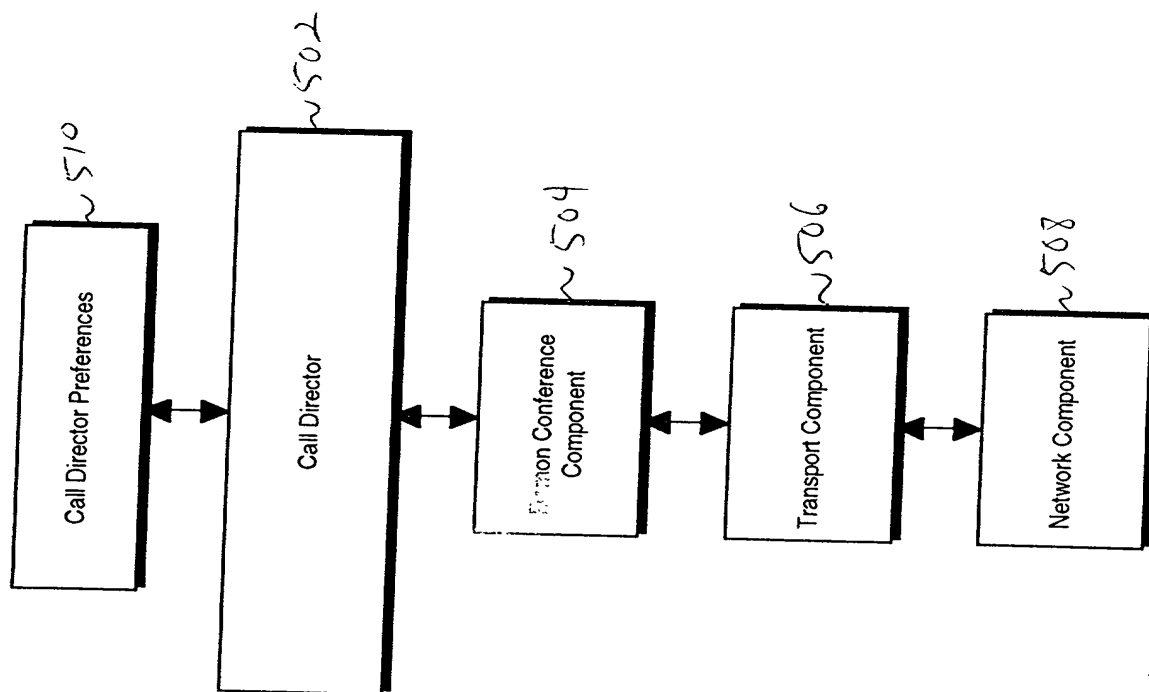 Call Director Preferences
510
Call Director
502
Conference
Component
504
Transport Component
506
Network Component
508